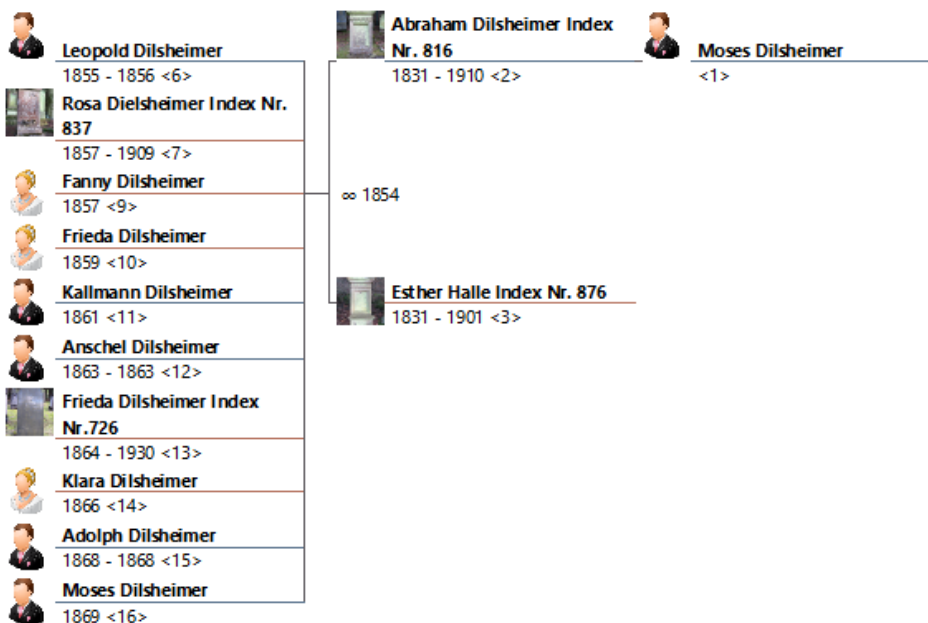 Leopold Dilsheimer
1855 - 1856 <6>
Rosa Dielsheimer Index Nr.
837
1857 - 1909 <7>
Fanny Dilsheimer
1857 <9>
Frieda Dilsheimer
1859 <10>
Kallmann Dilsheimer
1861 <11>
Anschel Dilsheimer
1863 - 1863 <12>
Frieda Dilsheimer Index
Nr.726
1864 - 1930 <13>
Klara Dilsheimer
1866 <14>
Adolph Dilsheimer
1868 - 1868 <15>
Moses Dilsheimer
1869 <16>
Abraham Dilsheimer Index
Nr. 816
1831 - 1910 <2>
∞ 1854
Esther Halle Index Nr. 876
1831 - 1901 <3>
Moses Dilsheimer
<1>